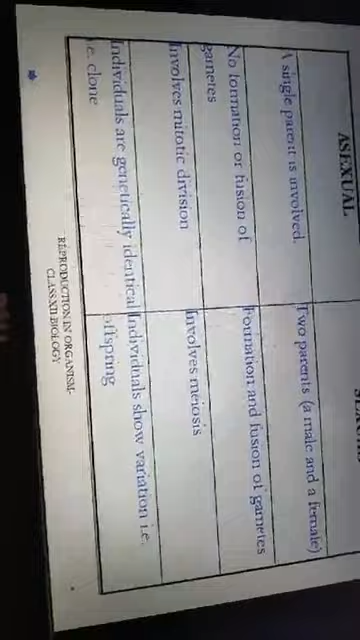 ASEXUAL
A single parent is involved.
Two parents (a male and a female)
No formation or fusion of
gametes
Formation and fusion of gametes
Involves mitotic division
Involves meiosis
Individuals are genetically identical
i.e. clone
Individuals show variation i.e.
offspring
REPRODUCTION IN ORGANISM-
CLASS XII BIOLOGY